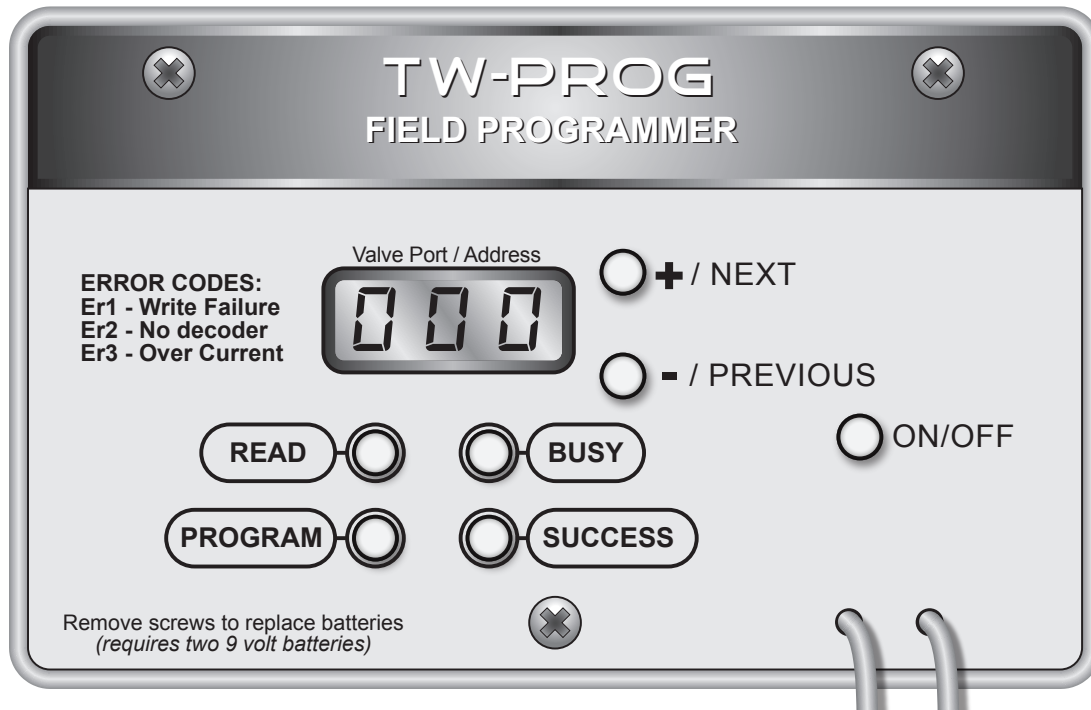 TW-PROG
FIELD PROGRAMMER
Valve Port / Address
ERROR CODES:
Er1 - Write Failure
Er2 - No decoder
Er3 - Over Current
000
+ / NEXT
- / PREVIOUS
ON/OFF
READ
BUSY
PROGRAM
SUCCESS
Remove screws to replace batteries
(requires two 9 volt batteries)